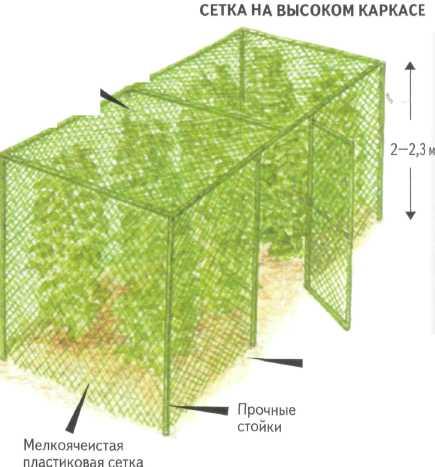 СЕТКА НА ВЫСОКОМ КАРКАСЕ
2—2,3 м
Прочные
стойки
Мелкоячеистая
пластиковая сетка